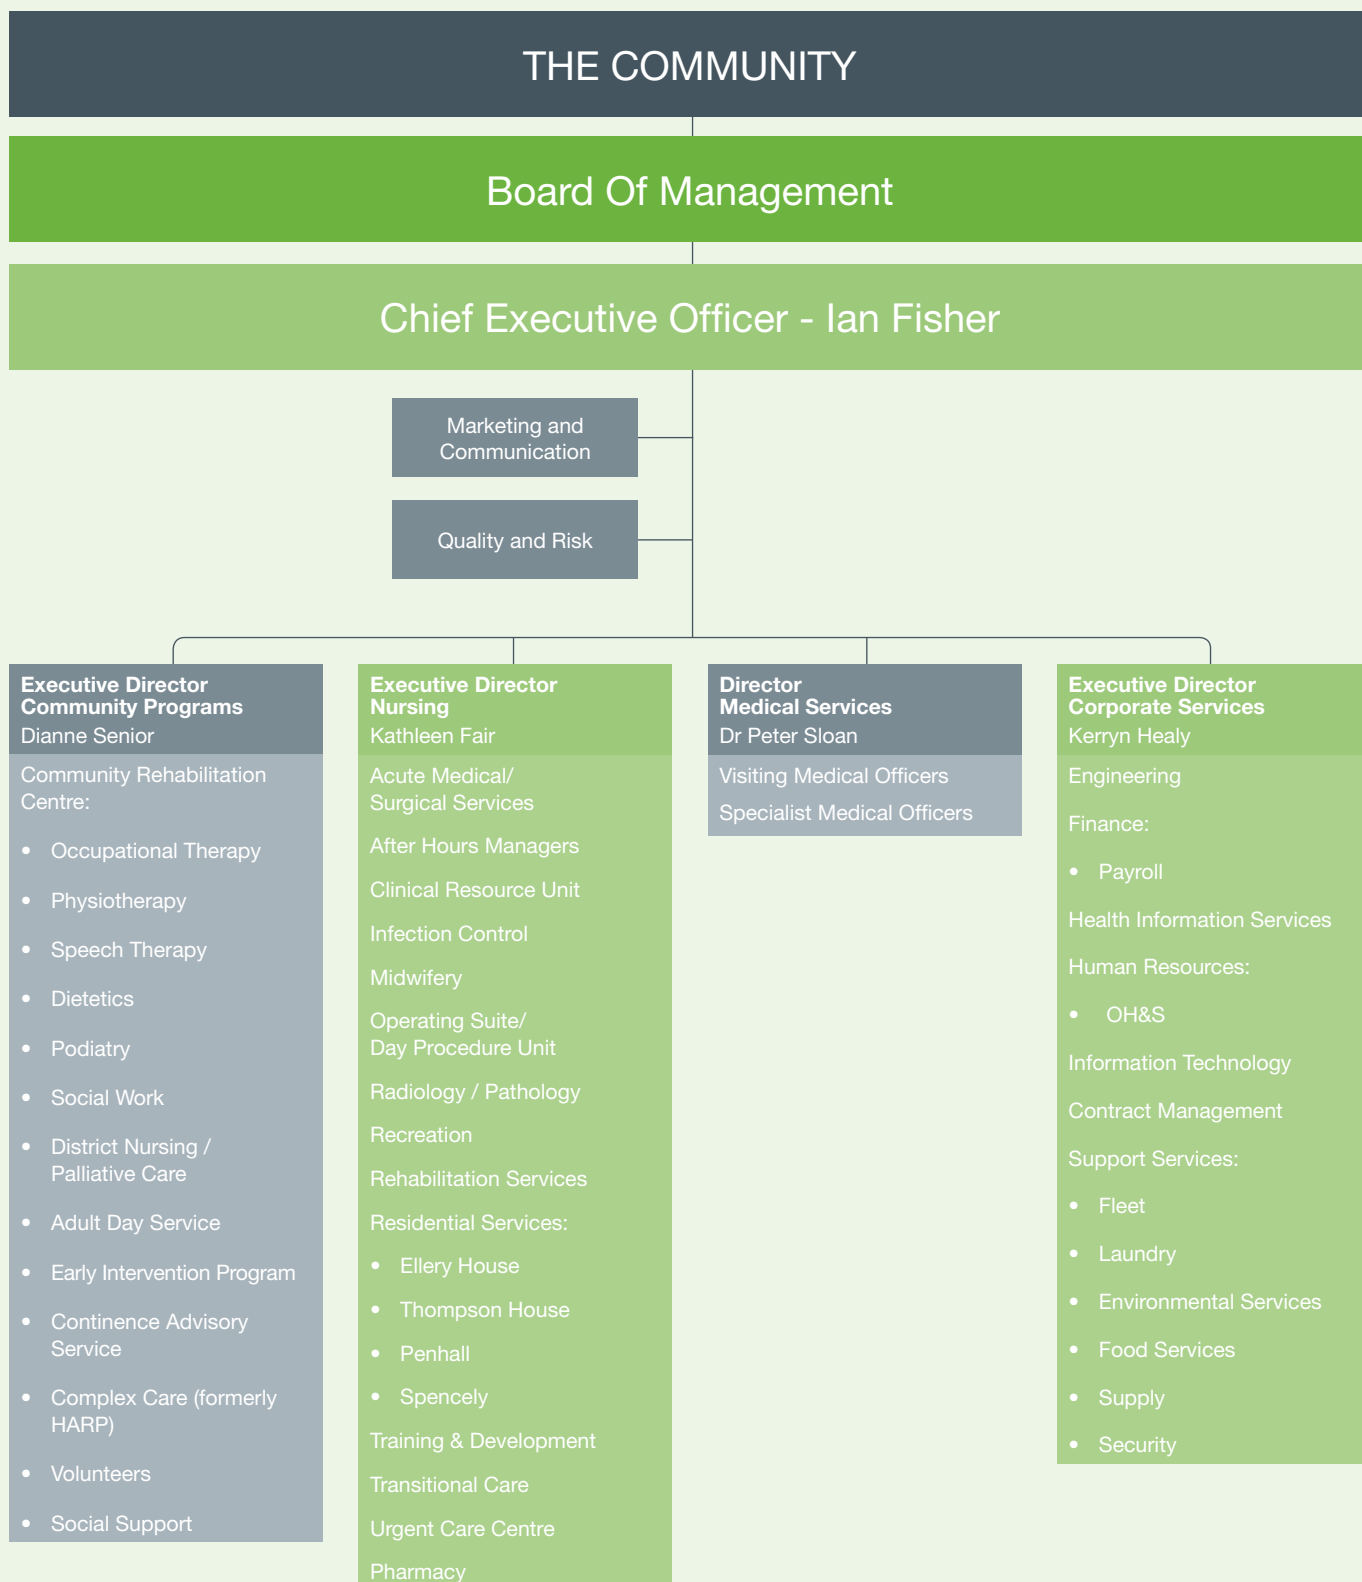 THE COMMUNITY
Board Of Management
Chief Executive Officer - Ian Fisher
Marketing and
Communication
Quality and Risk
Executive Director
Community Programs
Dianne Senior
Community Rehabilitation
Centre:
• Occupational Therapy
• Physiotherapy
• Speech Therapy
• Dietetics
• Podiatry
• Social Work
• District Nursing /
Palliative Care
• Adult Day Service
• Early Intervention Program
• Continence Advisory
Service
• Complex Care (formerly
HARP)
• Volunteers
• Social Support
Executive Director
Nursing
Kathleen Fair
Acute Medical/
Surgical Services
After Hours Managers
Clinical Resource Unit
Infection Control
Midwifery
Operating Suite/
Day Procedure Unit
Radiology / Pathology
Recreation
Rehabilitation Services
Residential Services:
• Ellery House
• Thompson House
• Penhall
• Spencely
Training & Development
Transitional Care
Urgent Care Centre
Pharmacy
Director
Medical Services
Dr Peter Sloan
Visiting Medical Officers
Specialist Medical Officers
Executive Director
Corporate Services
Kerryn Healy
Engineering
Finance:
• Payroll
Health Information Services
Human Resources:
• OH&S
Information Technology
Contract Management
Support Services:
• Fleet
• Laundry
• Environmental Services
• Food Services
• Supply
• Security